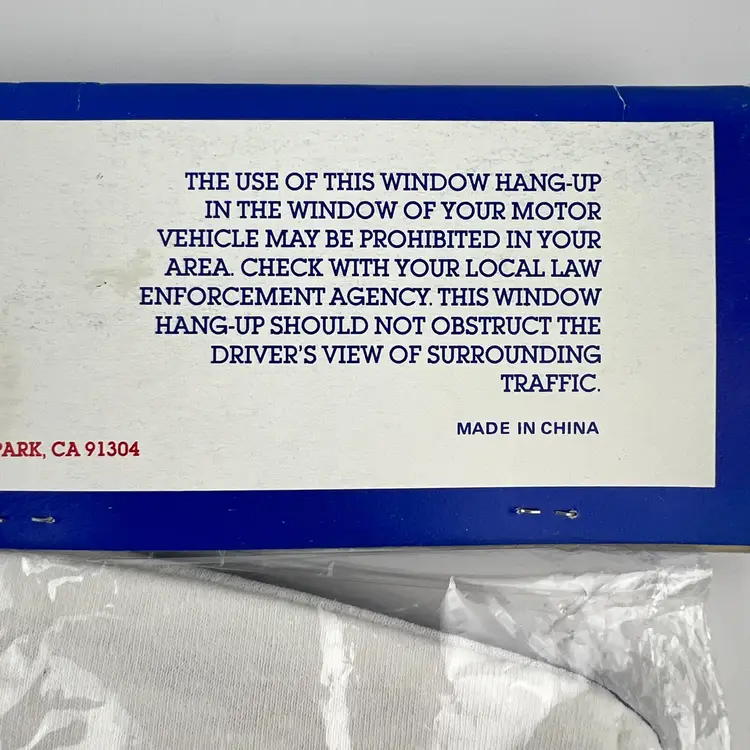 THE USE OF THIS WINDOW HANG-UP
IN THE WINDOW OF YOUR MOTOR
VEHICLE MAY BE PROHIBITED IN YOUR
AREA. CHECK WITH YOUR LOCAL LAW
ENFORCEMENT AGENCY. THIS WINDOW
HANG-UP SHOULD NOT OBSTRUCT THE
DRIVER'S VIEW OF SURROUNDING
TRAFFIC.
MADE IN CHINA
PARK, CA 91304